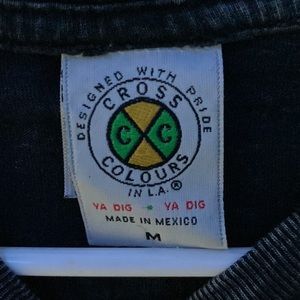 DESIGNED WITH PRIDE
CROSS
C C
COLOURS
IN L.A.®
YA DIG YA DIG
MADE IN MEXICO
M